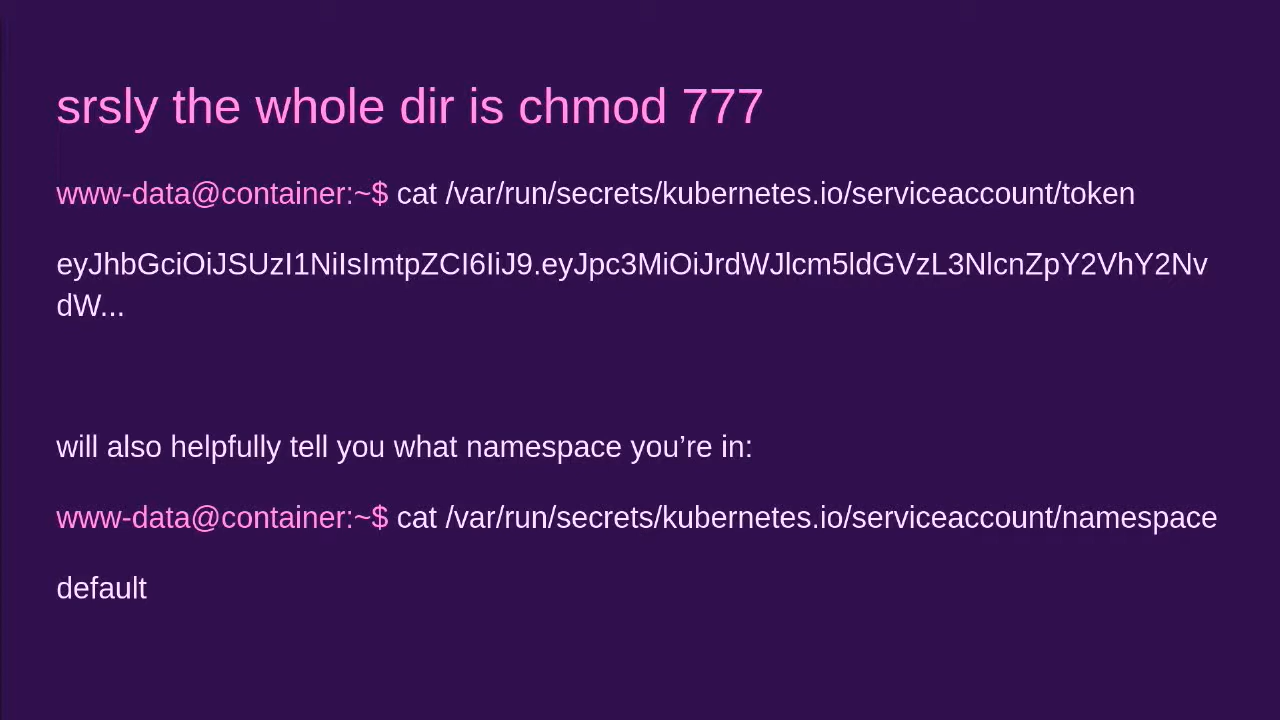 srsly the whole dir is chmod 777
www-data@container:~$ cat /var/run/secrets/kubernetes.io/serviceaccount/token
eyJhbGciOiJSUzI1NiIsImtpZCI6IiJ9.eyJpc3MiOiJrdWJlcm5ldGVzL3NlcnZpY2VhY2Nv
dW...
will also helpfully tell you what namespace you’re in:
www-data@container:~$ cat /var/run/secrets/kubernetes.io/serviceaccount/namespace
default